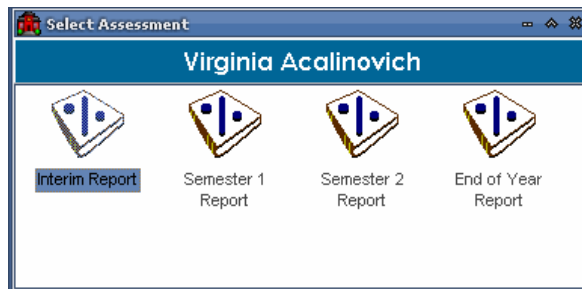 Select Assessment
Virginia Acalinovich
Interim Report
Semester 1
Report
Semester 2
Report
End of Year
Report